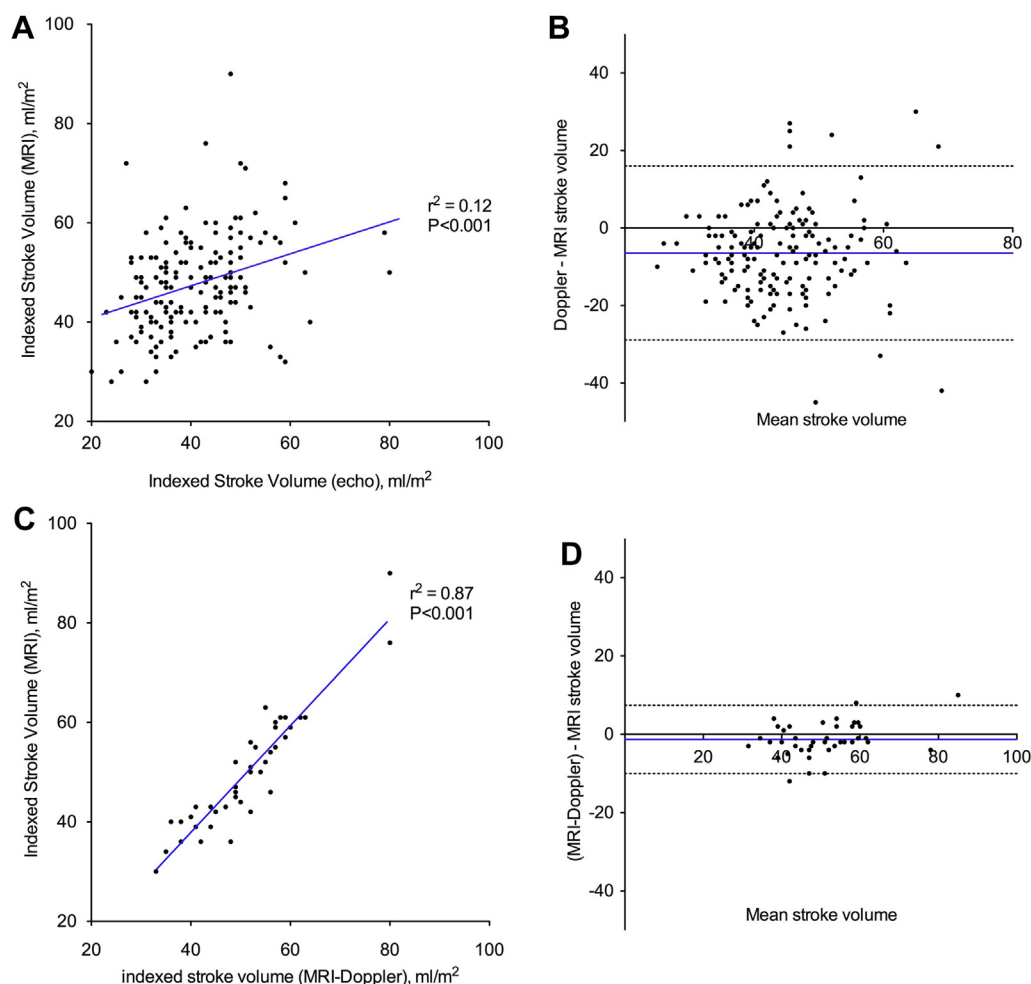 A
100
80
60
40
20
20
40
60
80
100
Indexed Stroke Volume (MRI), ml/m²
Indexed Stroke Volume (echo), ml/m²
r² = 0.12
P<0.001
B
40
20
0
-20
-40
40
60
80
Doppler - MRI stroke volume
Mean stroke volume
C
100
80
60
40
20
20
40
60
80
100
Indexed Stroke Volume (MRI), ml/m²
indexed stroke volume (MRI-Doppler), ml/m²
r² = 0.87
P<0.001
D
40
20
0
-20
-40
20
40
60
80
100
(MRI-Doppler) - MRI stroke volume
Mean stroke volume